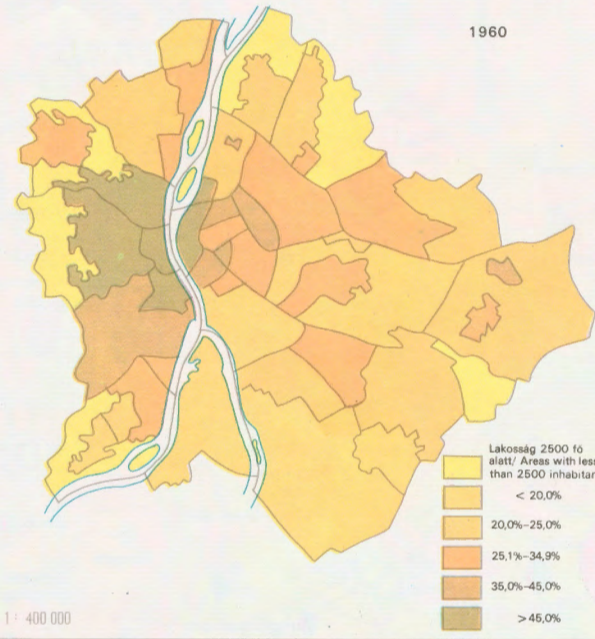 1960
Lakosság 2500 fő
alatt/ Areas with less
than 2500 inhabitan
< 20,0%
20,0%–25,0%
25,1%–34,9%
35,0%–45,0%
>45,0%
1: 400 000